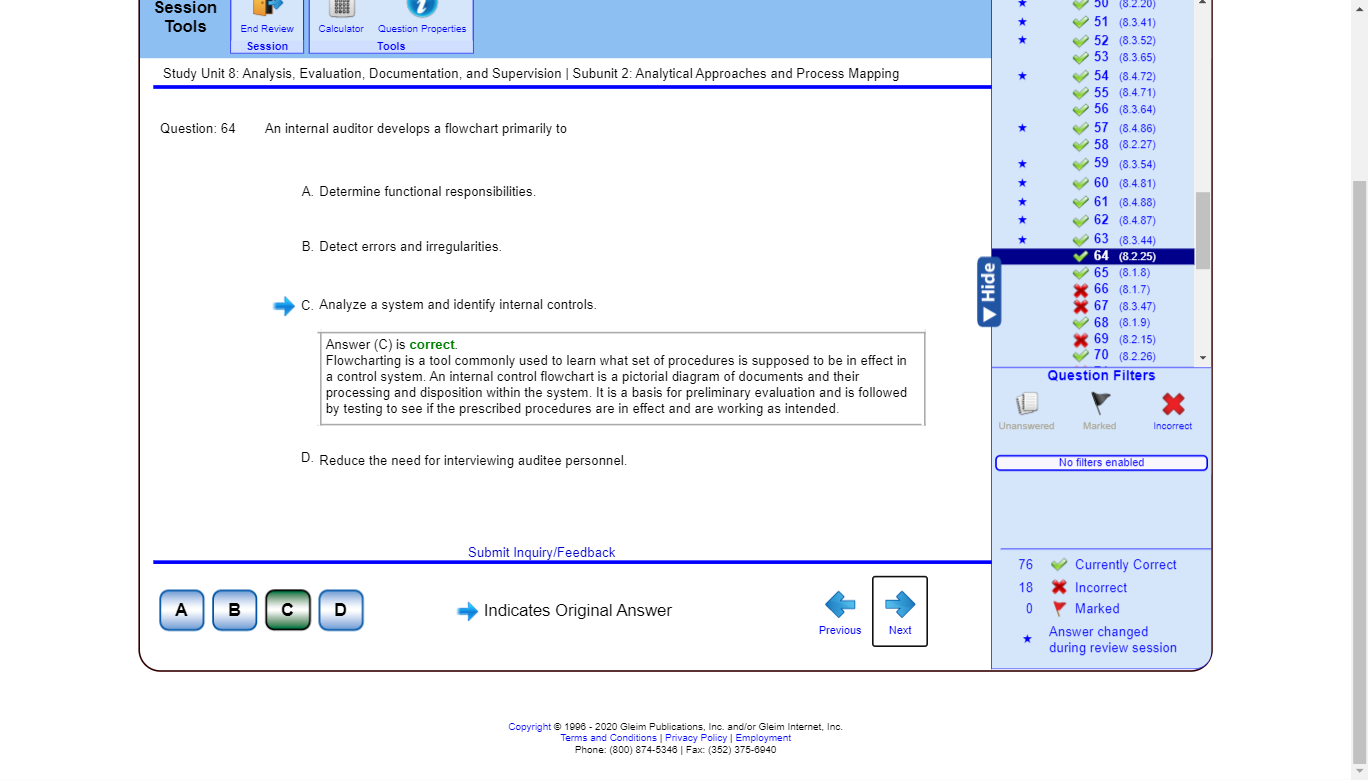 Session
Tools
End Review
Session
Calculator
Question Properties
Tools
Study Unit 8: Analysis, Evaluation, Documentation, and Supervision | Subunit 2: Analytical Approaches and Process Mapping
Question: 64
An internal auditor develops a flowchart primarily to
A. Determine functional responsibilities.
B. Detect errors and irregularities.
C. Analyze a system and identify internal controls.
Answer (C) is correct.
Flowcharting is a tool commonly used to learn what set of procedures is supposed to be in effect in
a control system. An internal control flowchart is a pictorial diagram of documents and their
processing and disposition within the system. It is a basis for preliminary evaluation and is followed
by testing to see if the prescribed procedures are in effect and are working as intended.
D. Reduce the need for interviewing auditee personnel.
Submit Inquiry/Feedback
A B C D
Indicates Original Answer
Previous
Next
Hide
50 (8.2.20)
51 (8.3.41)
52 (8.3.52)
53 (8.3.65)
54 (8.4.72)
55 (8.4.71)
56 (8.3.64)
57 (8.4.86)
58 (8.2.27)
59 (8.3.54)
60 (8.4.81)
61 (8.4.88)
62 (8.4.87)
63 (8.3.44)
64 (8.2.25)
65 (8.1.8)
66 (8.1.7)
67 (8.3.47)
68 (8.1.9)
69 (8.2.15)
70 (8.2.26)
Question Filters
Unanswered
Marked
Incorrect
No filters enabled
76 Currently Correct
18 Incorrect
0 Marked
Answer changed
during review session
Copyright © 1996 - 2020 Gleim Publications, Inc. and/or Gleim Internet, Inc.
Terms and Conditions | Privacy Policy | Employment
Phone: (800) 874-5346 | Fax: (352) 375-6940